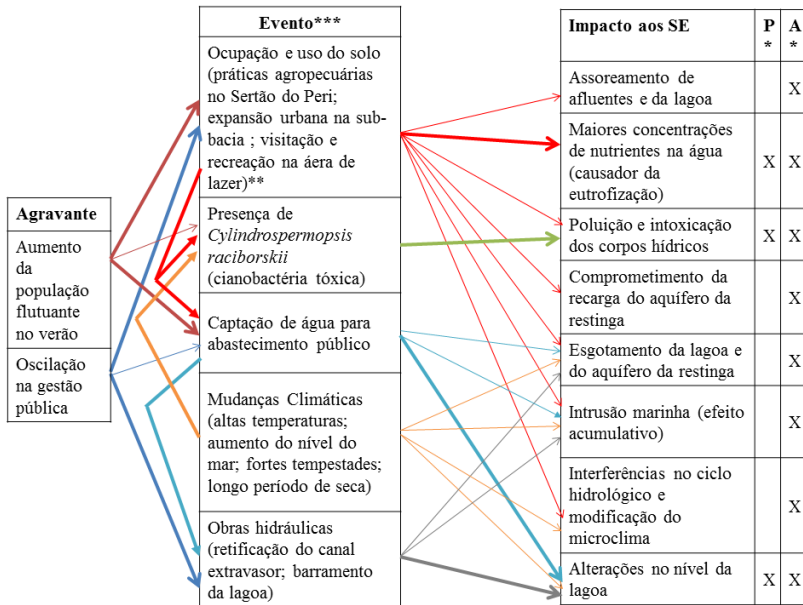 Agravante
Aumento
da
população
flutuante
no verão
Oscilação
na gestão
pública
Evento***
Ocupação e uso do solo
(práticas agropecuárias
no Sertão do Peri;
expansão urbana na sub-
bacia ; visitação e
recreação na áera de
lazer)**
Presença de
Cylindrospermopsis
raciborskii
(cianobactéria tóxica)
Captação de água para
abastecimento público
Mudanças Climáticas
(altas temperaturas;
aumento do nível do
mar; fortes tempestades;
longo período de seca)
Obras hidráulicas
(retificação do canal
extravasor; barramento
da lagoa)
Impacto aos SE P* A*
Assoreamento de
afluentes e da lagoa X
Maiores concentrações
de nutrientes na água
(causador da
eutrofização) X X
Poluição e intoxicação
dos corpos hídricos X X
Comprometimento da
recarga do aquífero da
restinga X
Esgotamento da lagoa e
do aquífero da restinga X
Intrusão marinha (efeito
acumulativo) X
Interferências no ciclo
hidrológico e
modificação do
microclima X
Alterações no nível da
lagoa X X